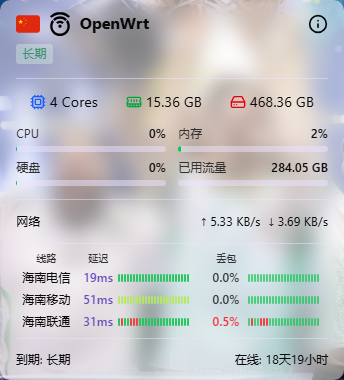 OpenWrt
长期
4 Cores 15.36 GB 468.36 GB
CPU 0% 内存 2%
硬盘 0% 已用流量 284.05 GB
网络 ↑ 5.33 KB/s ↓ 3.69 KB/s
线路 延迟 丢包
海南电信 19ms 0.0%
海南移动 51ms 0.0%
海南联通 31ms 0.5%
到期: 长期 在线: 18天19小时